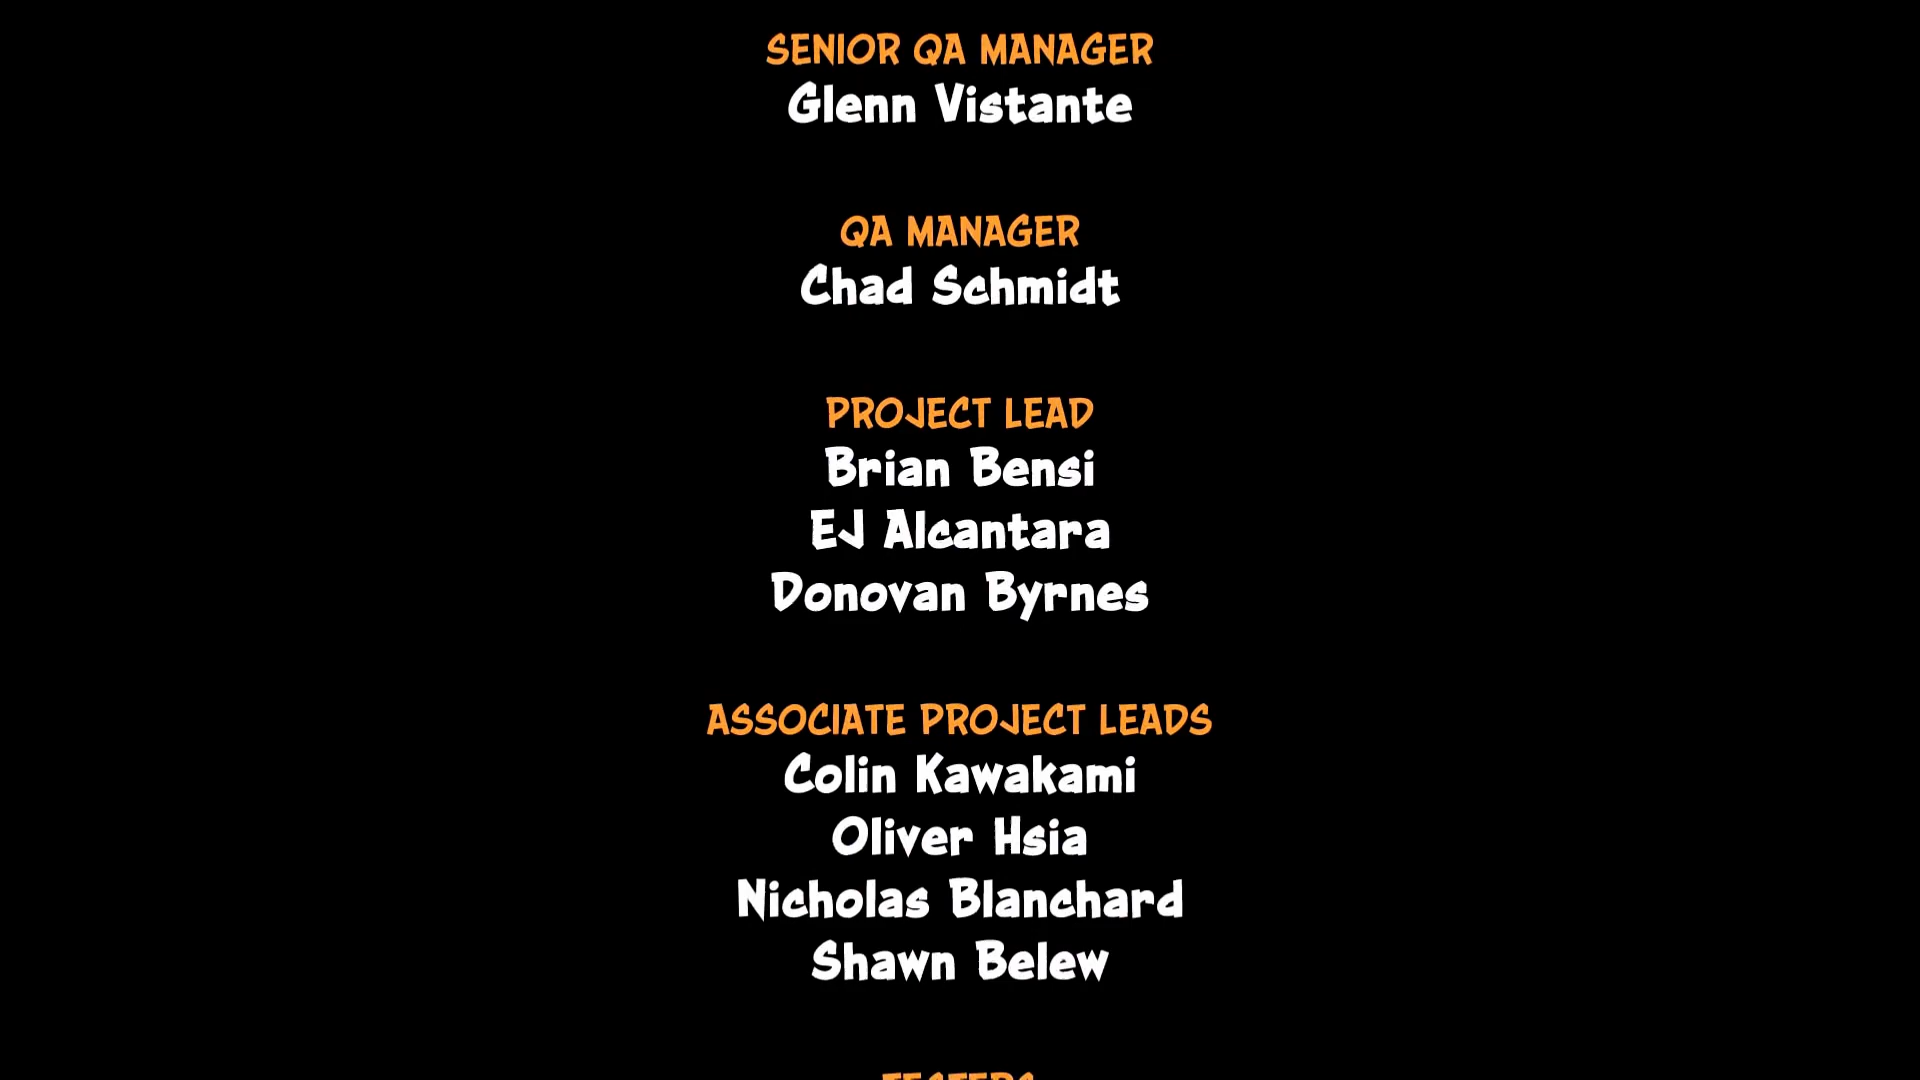 SENIOR QA MANAGER
Glenn Vistante
QA MANAGER
Chad Schmidt
PROJECT LEAD
Brian Bensi
EJ Alcantara
Donovan Byrnes
ASSOCIATE PROJECT LEADS
Colin Kawakami
Oliver Hsia
Nicholas Blanchard
Shawn Belew
TESTERS